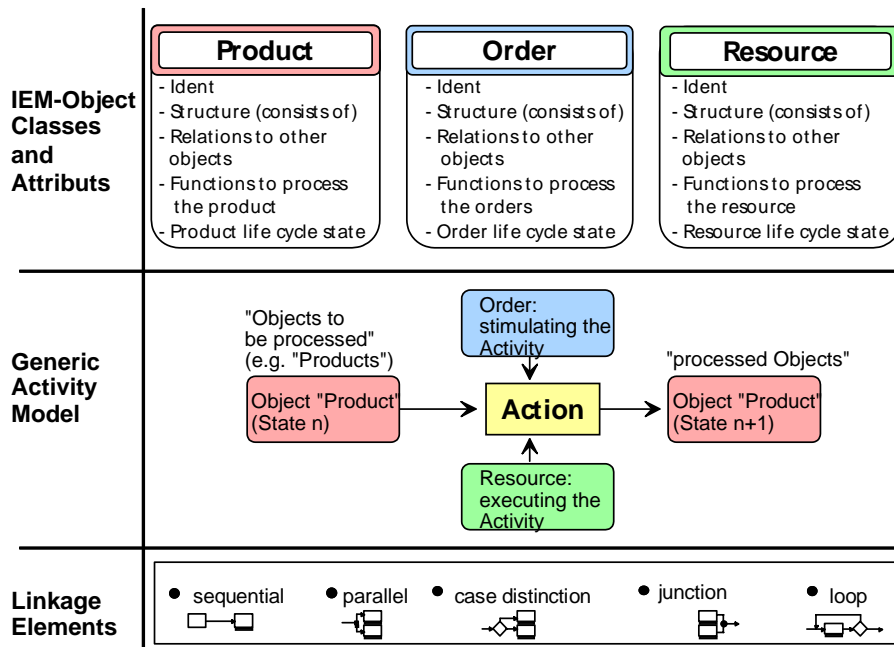 IEM-Object
Classes
and
Attributs
Product
- Ident
- Structure (consists of)
- Relations to other
objects
- Functions to process
the product
- Product life cycle state
Order
- Ident
- Structure (consists of)
- Relations to other
objects
- Functions to process
the orders
- Order life cycle state
Resource
- Ident
- Structure (consists of)
- Relations to other
objects
- Functions to process
the resource
- Resource life cycle state
Generic
Activity
Model
"Objects to
be processed"
(e.g. "Products")
Object "Product"
(State n)
Order:
stimulating the
Activity
Action
Resource:
executing the
Activity
"processed Objects"
Object "Product"
(State n+1)
Linkage
Elements
• sequential
• parallel
• case distinction
• junction
• loop